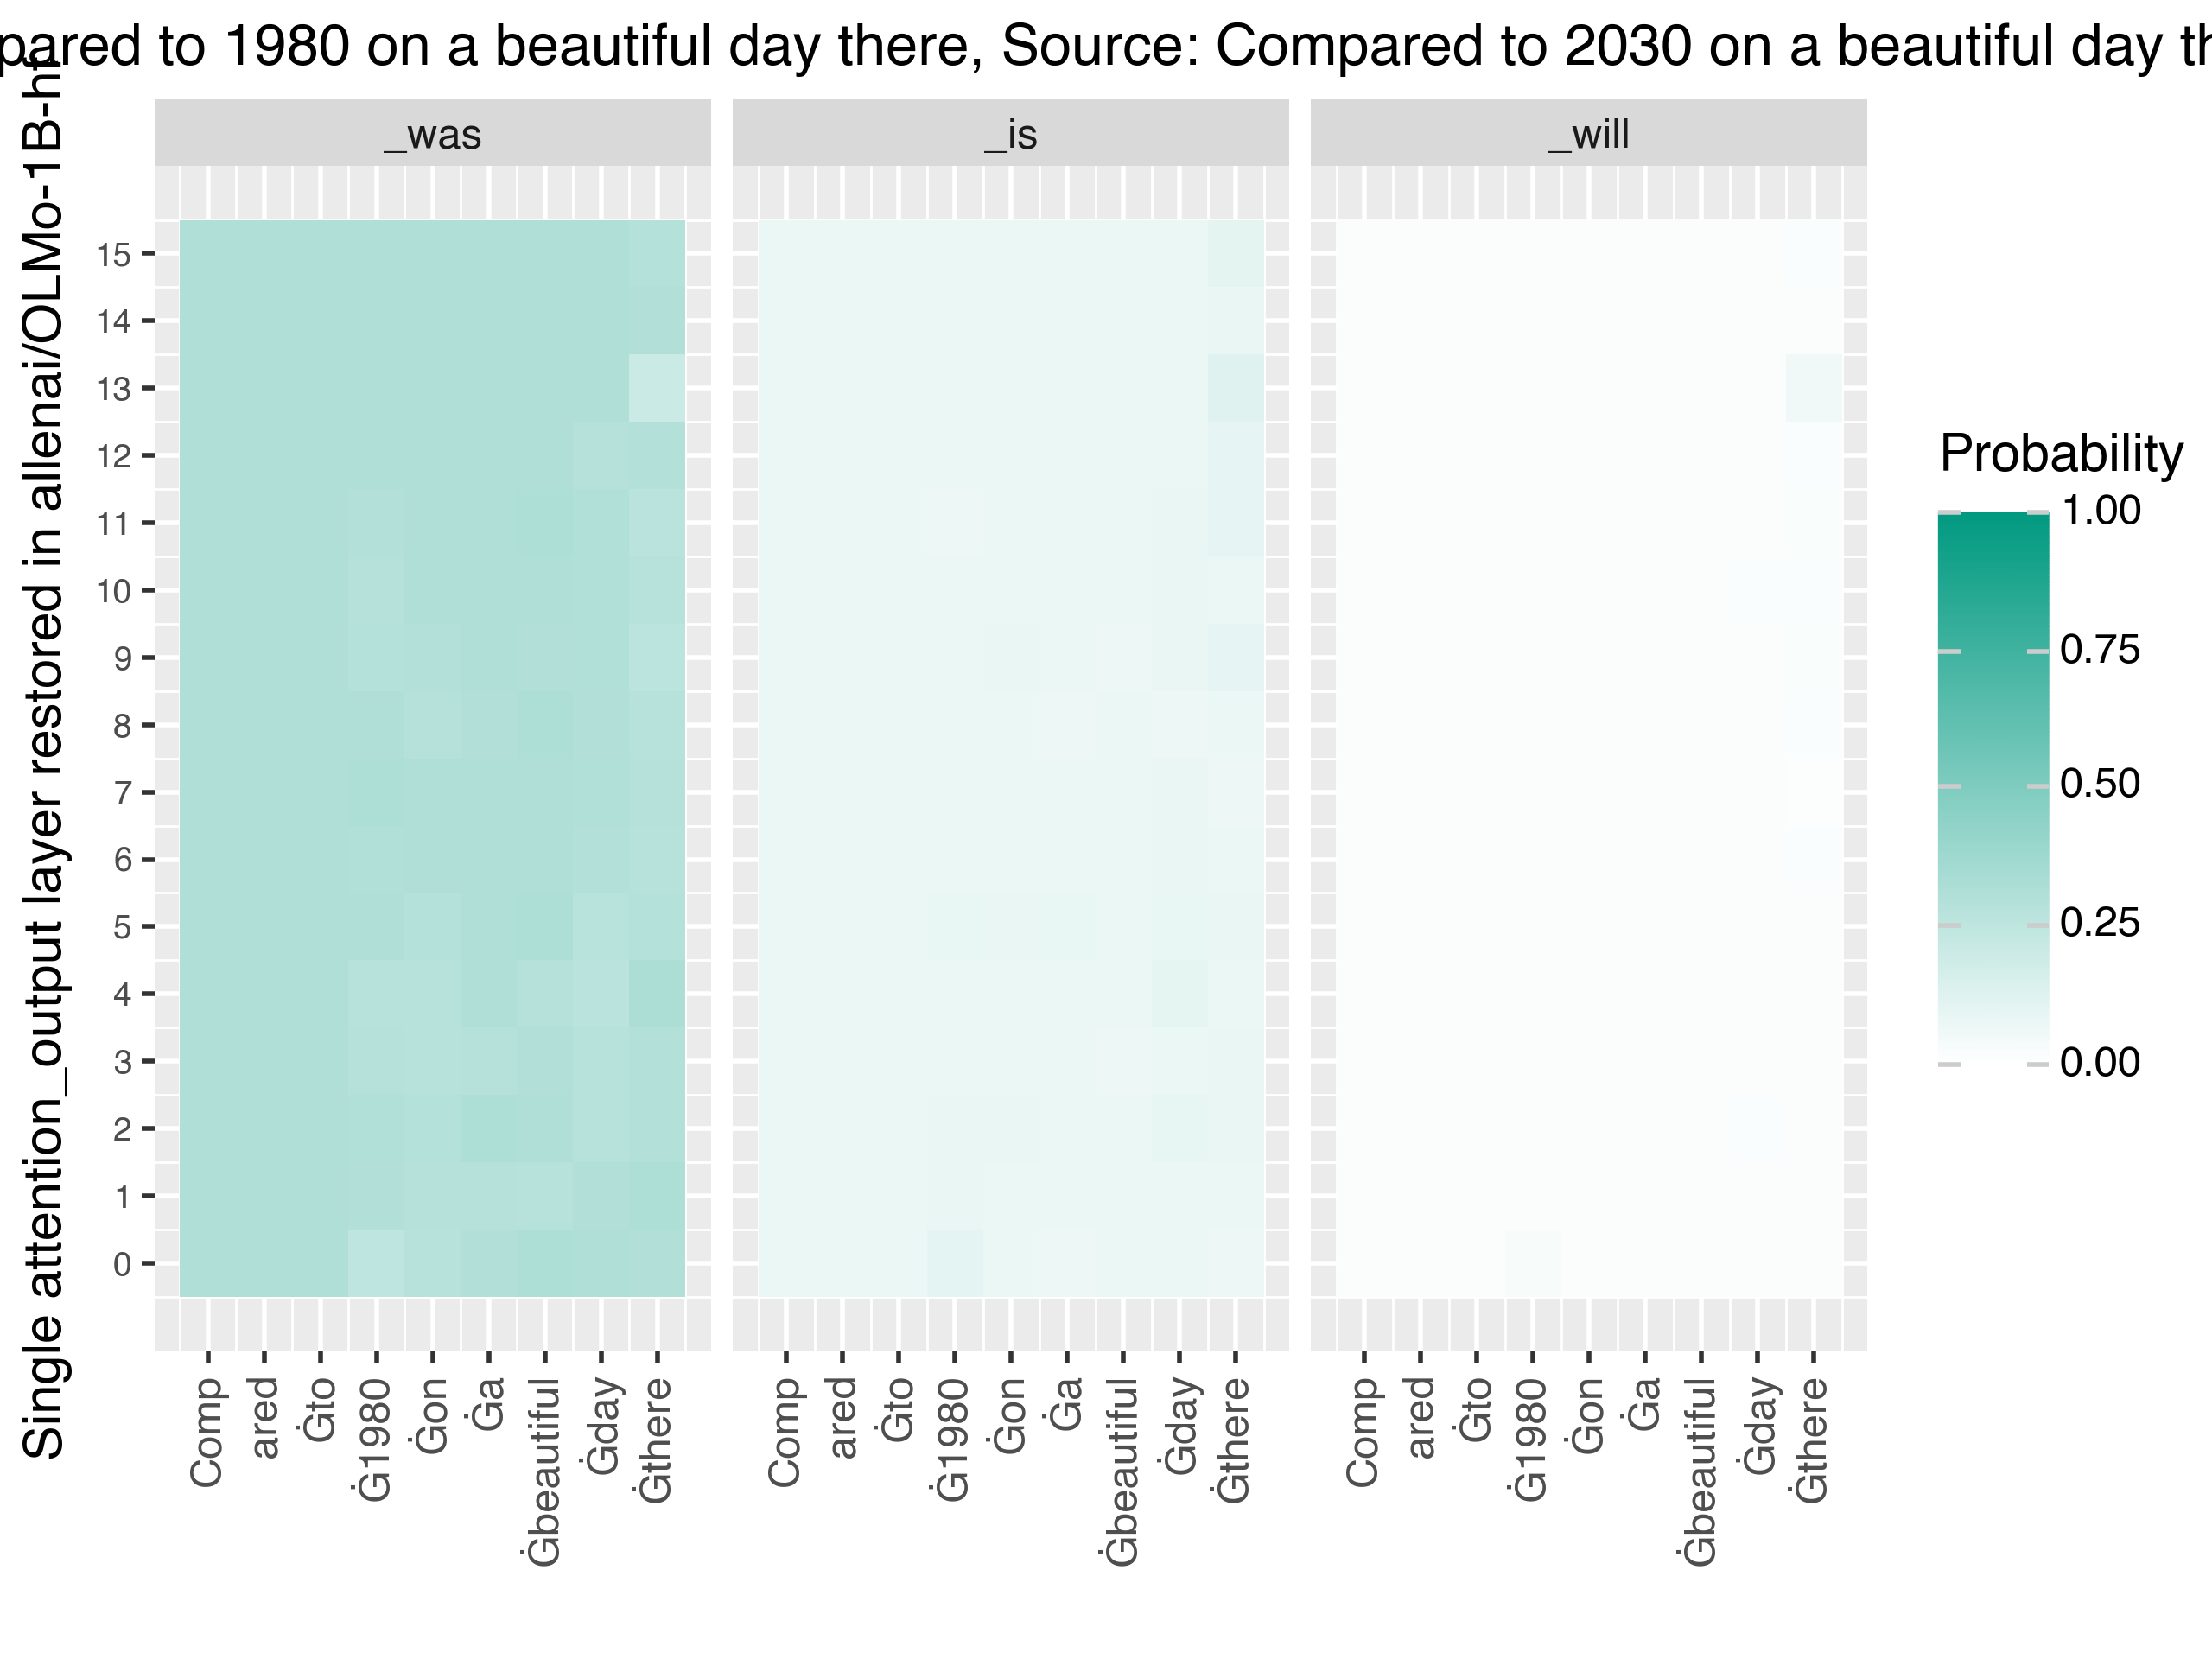 pared to 1980 on a beautiful day there, Source: Compared to 2030 on a beautiful day th
Single attention_output layer restored in allenai/OLMo-1B-hf
_was
_is
_will
15
14
13
12
11
10
9
8
7
6
5
4
3
2
1
0
Comp
ared
Ġto
Ġ1980
Ġon
Ġa
Ġbeautiful
Ġday
Ġthere
Comp
ared
Ġto
Ġ1980
Ġon
Ġa
Ġbeautiful
Ġday
Ġthere
Comp
ared
Ġto
Ġ1980
Ġon
Ġa
Ġbeautiful
Ġday
Ġthere
Probability
1.00
0.75
0.50
0.25
0.00